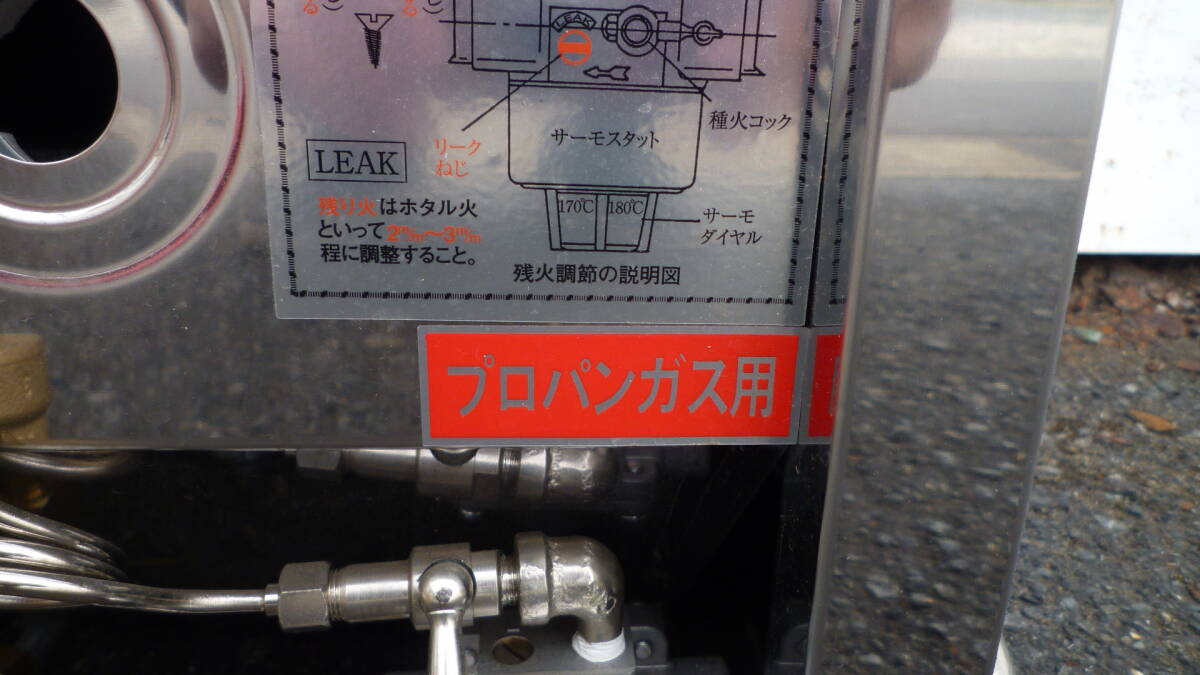 る
る
LEAK
種火コック
サーモスタット
リーク
ねじ
LEAK
170℃ 180℃
サーモ
ダイヤル
残り火はホタル火
といって2m/m〜3m/m
程に調整すること。
残火調節の説明図
プロパンガス用